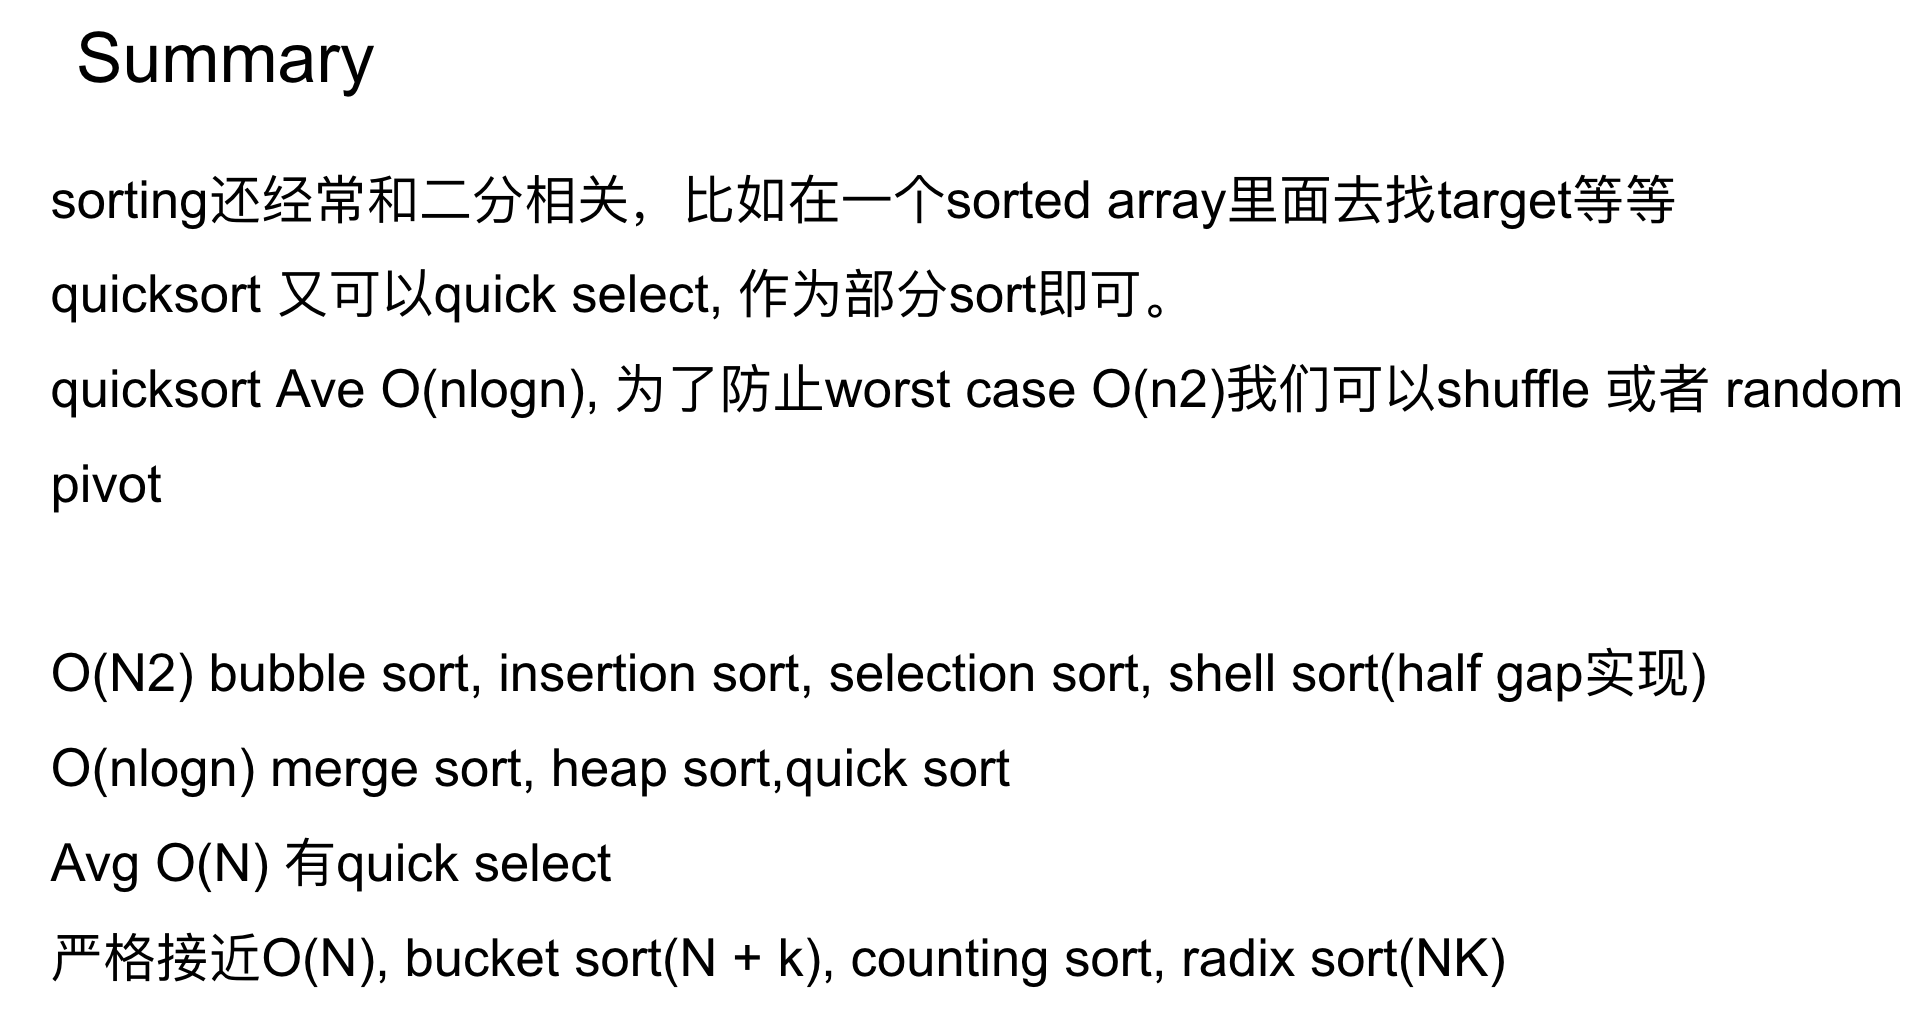 Summary
sorting还经常和二分相关，比如在一个sorted array里面去找target等等
quicksort 又可以quick select, 作为部分sort即可。
quicksort Ave O(nlogn), 为了防止worst case O(n2)我们可以shuffle 或者 random
pivot
O(N2) bubble sort, insertion sort, selection sort, shell sort(half gap实现)
O(nlogn) merge sort, heap sort,quick sort
Avg O(N) 有quick select
严格接近O(N), bucket sort(N + k), counting sort, radix sort(NK)